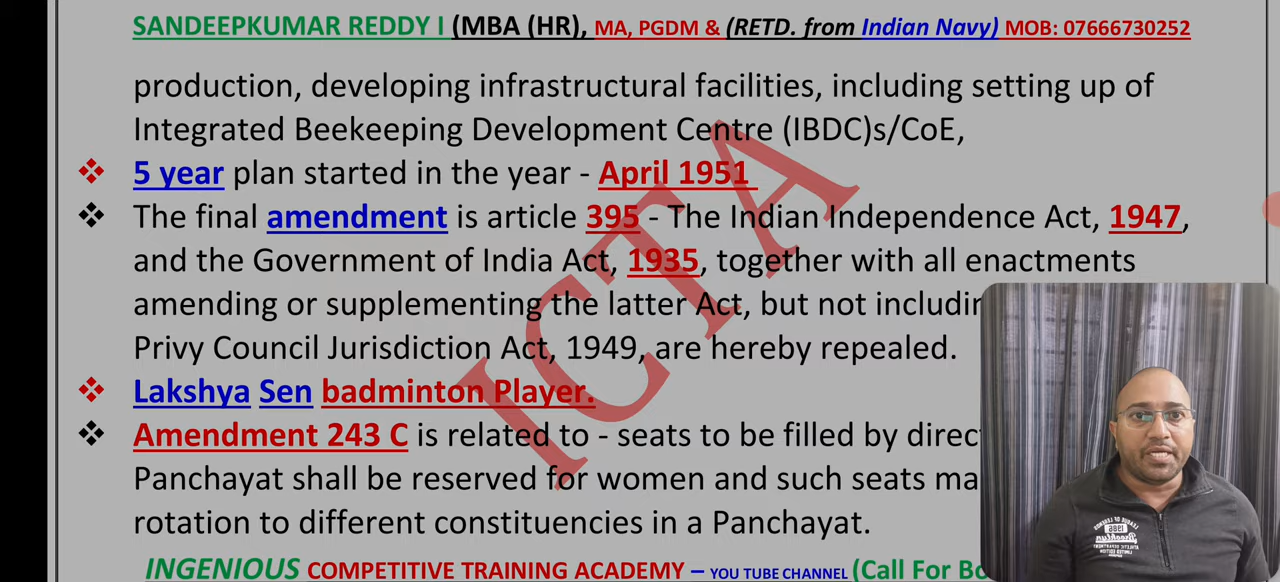 SANDEEPKUMAR REDDY I (MBA (HR), MA, PGDM & (RETD. from Indian Navy) MOB: 07666730252
production, developing infrastructural facilities, including setting up of
Integrated Beekeeping Development Centre (IBDC)s/CoE,
❖ 5 year plan started in the year - April 1951
❖ The final amendment is article 395 - The Indian Independence Act, 1947,
and the Government of India Act, 1935, together with all enactments
amending or supplementing the latter Act, but not includin
Privy Council Jurisdiction Act, 1949, are hereby repealed.
❖ Lakshya Sen badminton Player.
❖ Amendment 243 C is related to - seats to be filled by direc
Panchayat shall be reserved for women and such seats ma
rotation to different constituencies in a Panchayat.
INGENIOUS COMPETITIVE TRAINING ACADEMY – YOU TUBE CHANNEL (Call For Bo
ICTA
1986